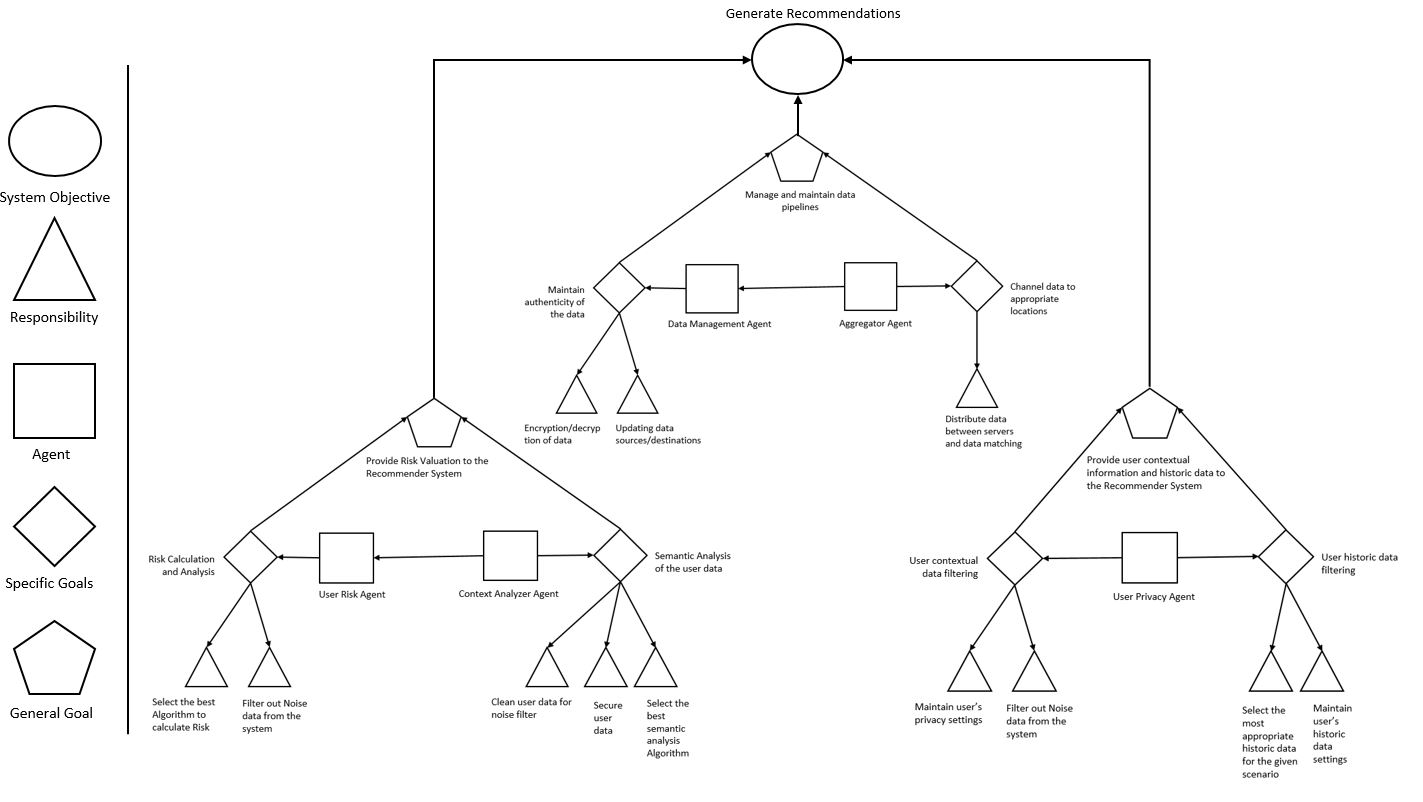 Generate Recommendations
System Objective
Responsibility
Agent
Specific Goals
General Goal
Manage and maintain data
pipelines
Maintain
authenticity of
the data
Data Management Agent
Aggregator Agent
Channel data to
appropriate
locations
Encryption/decryp
tion of data
Updating data
sources/destinations
Distribute data
between servers
and data matching
Provide Risk Valuation to the
Recommender System
Risk Calculation
and Analysis
User Risk Agent
Context Analyzer Agent
Semantic Analysis
of the user data
Select the best
Algorithm to
calculate Risk
Filter out Noise
data from the
system
Clean user data for
noise filter
Secure
user
data
Select the
best
semantic
analysis
Algorithm
Provide user contextual
information and historic data to
the Recommender System
User contextual
data filtering
User Privacy Agent
User historic data
filtering
Maintain user's
privacy settings
Filter out Noise
data from the
system
Select the
most
appropriate
historic data
for the given
scenario
Maintain
user's
historic
data
settings